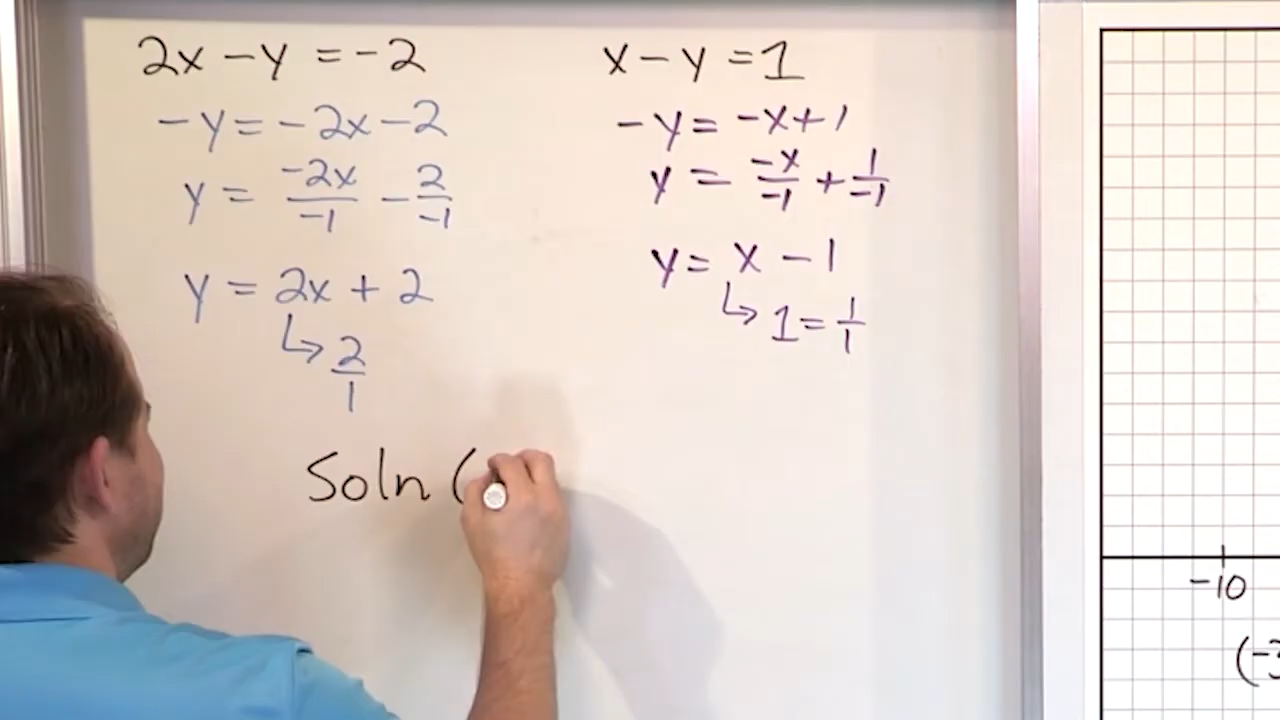 2x - y = -2
-y = -2x - 2
y = -2x/-1 - 2/-1
y = 2x + 2
↳ 2/1
x - y = 1
-y = -x + 1
y = -x/-1 + 1/-1
y = x - 1
↳ 1 = 1/1
Soln (
-10
(-3